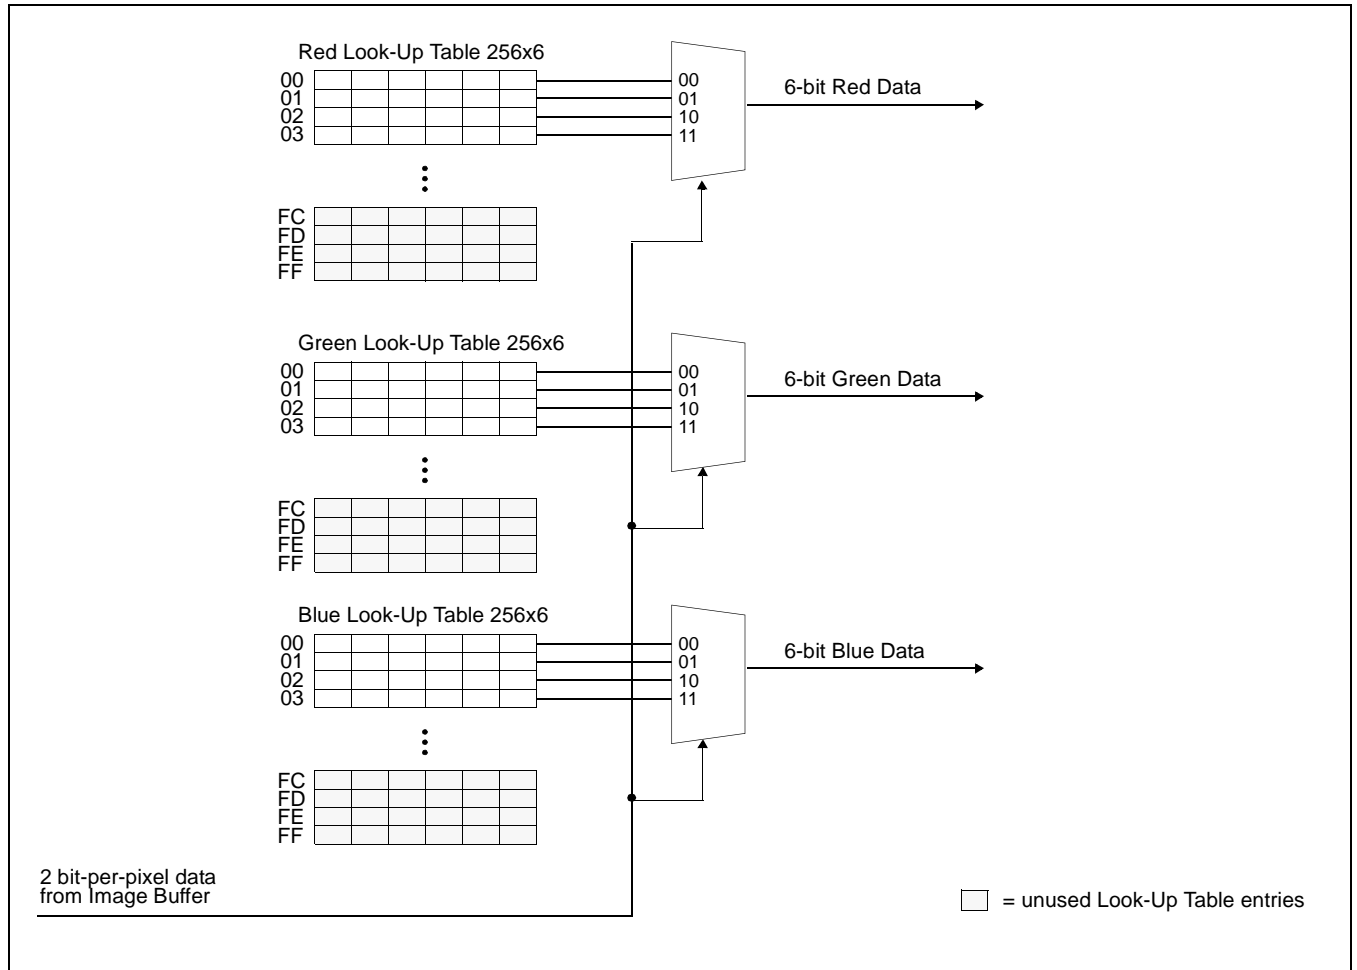 Red Look-Up Table 256x6
00
01
02
03
00
01
10
11
6-bit Red Data
FC
FD
FE
FF
Green Look-Up Table 256x6
00
01
02
03
00
01
10
11
6-bit Green Data
FC
FD
FE
FF
Blue Look-Up Table 256x6
00
01
02
03
00
01
10
11
6-bit Blue Data
FC
FD
FE
FF
2 bit-per-pixel data
from Image Buffer
= unused Look-Up Table entries